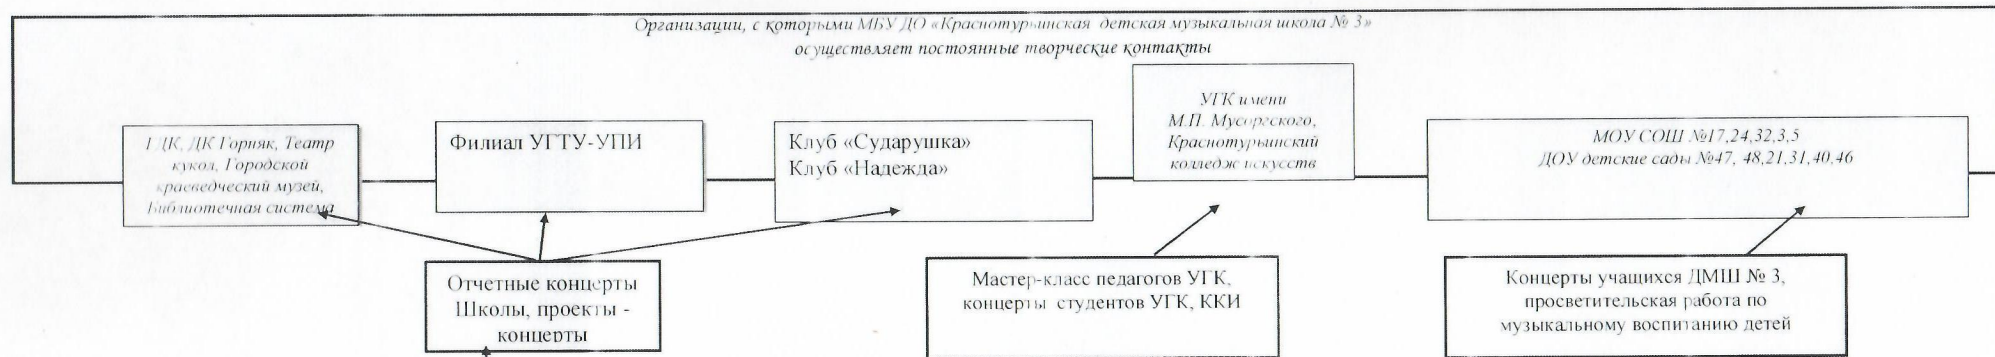 Организации, с которыми МБУ ДО «Краснотурьинская детская музыкальная школа № 3»
осуществляет постоянные творческие контакты
ГДК, ДК Горняк, Театр
кукол, Городской
краеведческий музей,
Библиотечная система
Филиал УГТУ-УПИ
Клуб «Сударушка»
Клуб «Надежда»
УГК имени
М.П. Мусоргского,
Краснотурьинский
колледж искусств
МОУ СОШ №17,24,32,3,5
ДОУ детские сады №47, 48,21,31,40,46
Отчетные концерты
Школы, проекты -
концерты
Мастер-класс педагогов УГК,
концерты студентов УГК, ККИ
Концерты учащихся ДМШ № 3,
просветительская работа по
музыкальному воспитанию детей